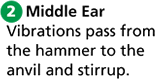 2 Middle Ear
Vibrations pass from
the hammer to the
anvil and stirrup.